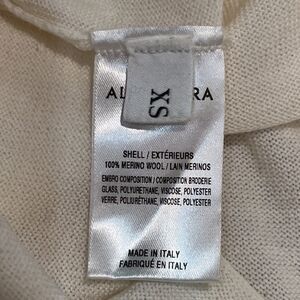 XS
SHELL / EXTÉRIEURS
100% MERINO WOOL / LAIN MERINOS
EMBRO COMPOSITION / COMPOSITION BRODERIE
GLASS, POLYURETHANE, VISCOSE, POLYESTER
VERRE, POLIURÉTHANE, VISCOSE, POLYESTER
MADE IN ITALY
FABRIQUÉ EN ITALY